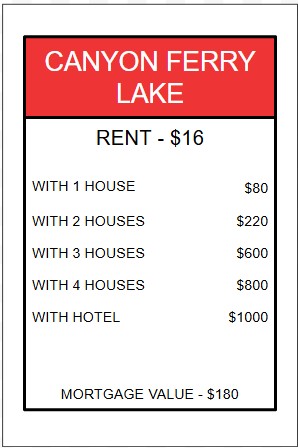 CANYON FERRY
LAKE
RENT - $16
WITH 1 HOUSE $80
WITH 2 HOUSES $220
WITH 3 HOUSES $600
WITH 4 HOUSES $800
WITH HOTEL $1000
MORTGAGE VALUE - $180